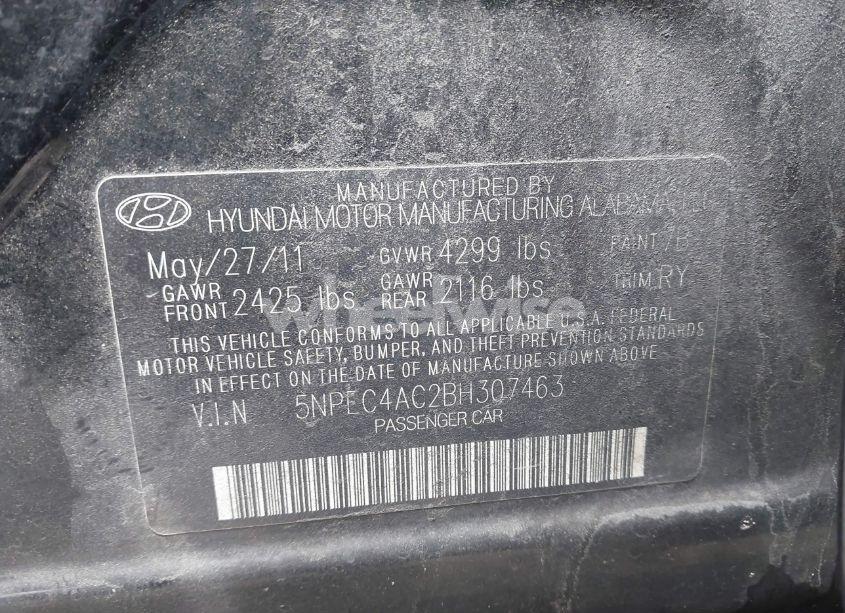 MANUFACTURED BY
HYUNDAI MOTOR MANUFACTURING ALABAMA, LLC
May/27/11 GVWR 4299 lbs PAINT
GAWR FRONT 2425 lbs GAWR REAR 2116 lbs TRIM RY
wheelwise
THIS VEHICLE CONFORMS TO ALL APPLICABLE U.S.A. FEDERAL
MOTOR VEHICLE SAFETY, BUMPER, AND THEFT PREVENTION STANDARDS
IN EFFECT ON THE DATE OF MANUFACTURE SHOWN ABOVE
V.I.N 5NPEC4AC2BH307463
PASSENGER CAR